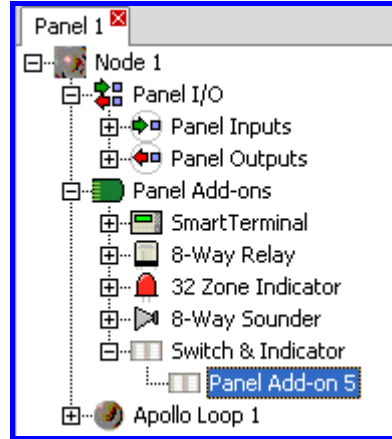 Panel 1
Node 1
Panel I/O
Panel Inputs
Panel Outputs
Panel Add-ons
SmartTerminal
8-Way Relay
32 Zone Indicator
8-Way Sounder
Switch & Indicator
Panel Add-on 5
Apollo Loop 1